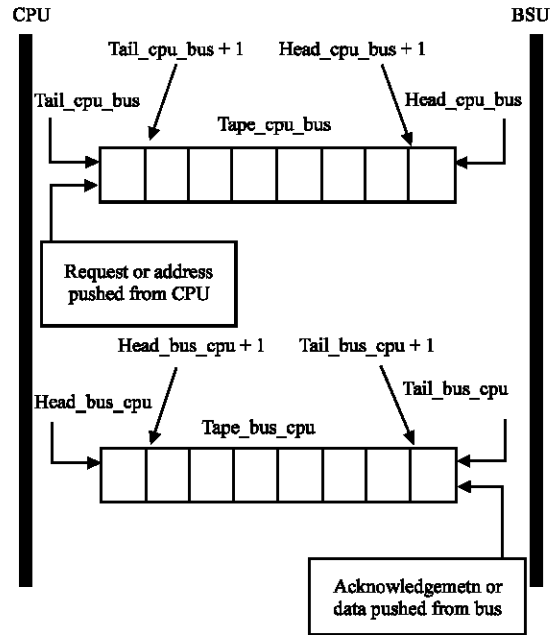 CPU
BSU
Tail_cpu_bus + 1
Head_cpu_bus + 1
Tail_cpu_bus
Head_cpu_bus
Tape_cpu_bus
Request or address
pushed from CPU
Head_bus_cpu + 1
Tail_bus_cpu + 1
Head_bus_cpu
Tail_bus_cpu
Tape_bus_cpu
Acknowledgemetn or
data pushed from bus